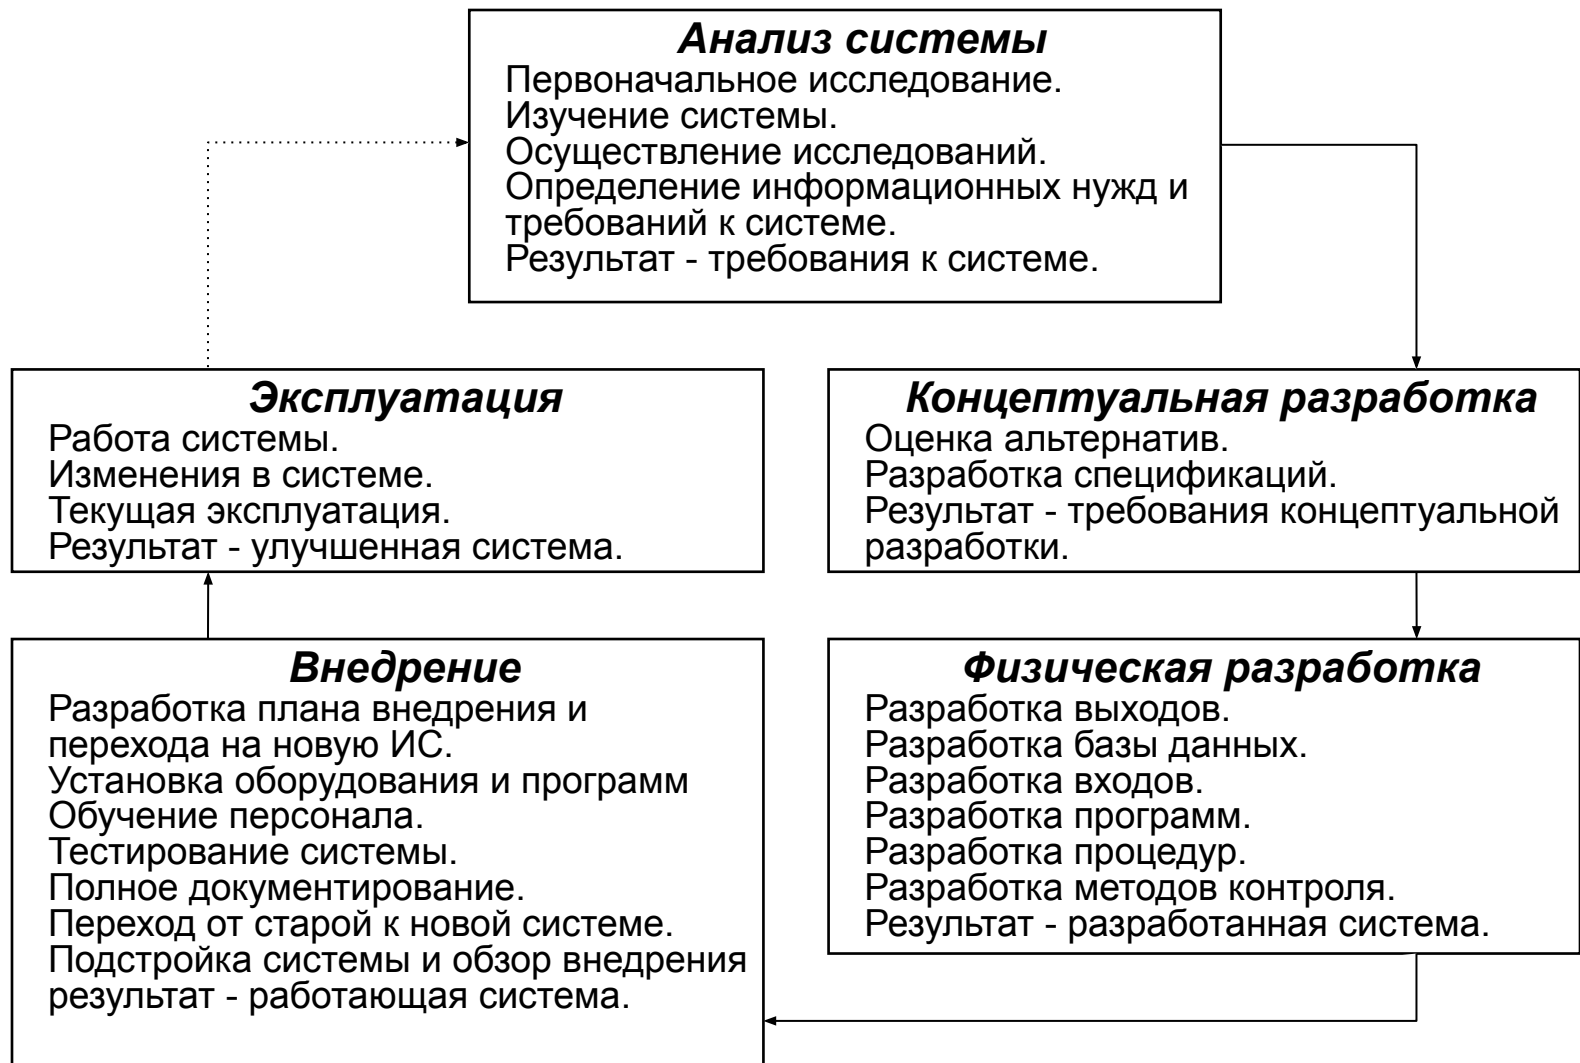 Анализ системы
Первоначальное исследование.
Изучение системы.
Осуществление исследований.
Определение информационных нужд и
требований к системе.
Результат - требования к системе.
Эксплуатация
Работа системы.
Изменения в системе.
Текущая эксплуатация.
Результат - улучшенная система.
Концептуальная разработка
Оценка альтернатив.
Разработка спецификаций.
Результат - требования концептуальной
разработки.
Внедрение
Разработка плана внедрения и
перехода на новую ИС.
Установка оборудования и программ
Обучение персонала.
Тестирование системы.
Полное документирование.
Переход от старой к новой системе.
Подстройка системы и обзор внедрения
результат - работающая система.
Физическая разработка
Разработка выходов.
Разработка базы данных.
Разработка входов.
Разработка программ.
Разработка процедур.
Разработка методов контроля.
Результат - разработанная система.